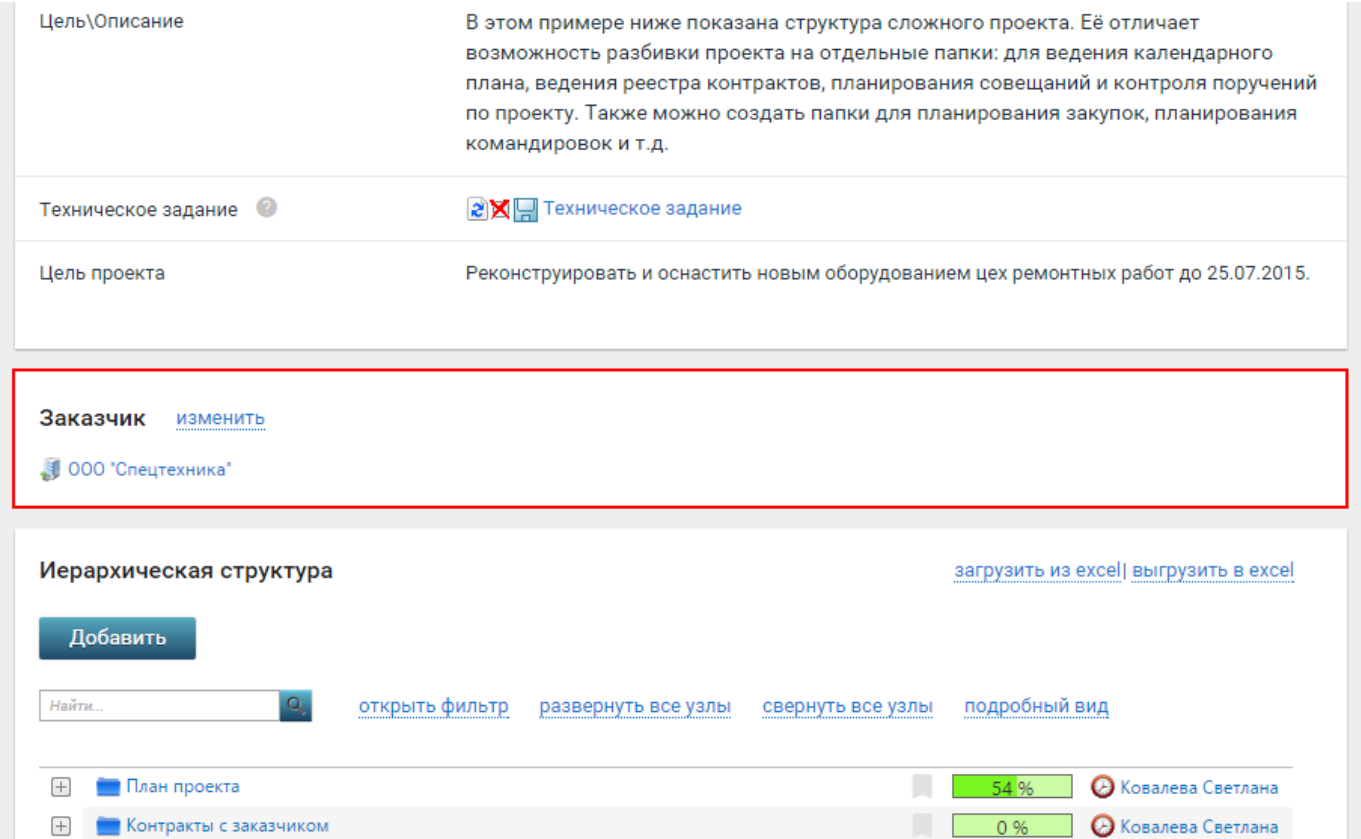 Цель\Описание
В этом примере ниже показана структура сложного проекта. Её отличает
возможность разбивки проекта на отдельные папки: для ведения календарного
плана, ведения реестра контрактов, планирования совещаний и контроля поручений
по проекту. Также можно создать папки для планирования закупок, планирования
командировок и т.д.
Техническое задание ?
Техническое задание
Цель проекта
Реконструировать и оснастить новым оборудованием цех ремонтных работ до 25.07.2015.
Заказчик изменить
ООО "Спецтехника"
Иерархическая структура
загрузить из excel| выгрузить в excel
Добавить
Найти...
открыть фильтр развернуть все узлы свернуть все узлы подробный вид
План проекта 54 % Ковалева Светлана
Контракты с заказчиком 0 % Ковалева Светлана